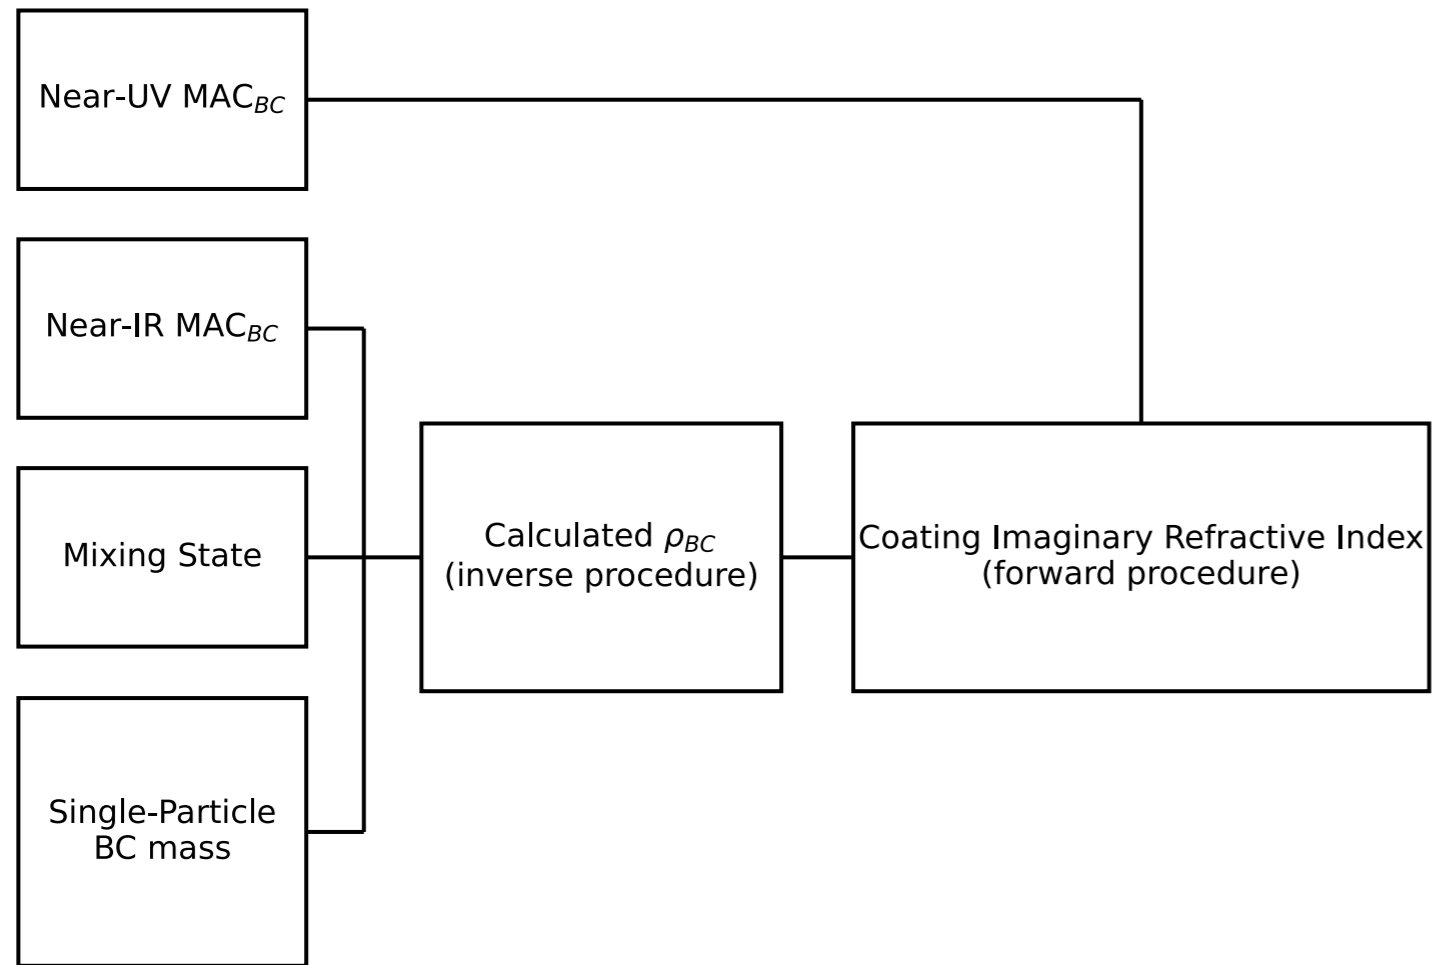 Near-UV MAC_BC
Near-IR MAC_BC
Mixing State
Single-Particle
BC mass
Calculated ρ_BC
(inverse procedure)
Coating Imaginary Refractive Index
(forward procedure)